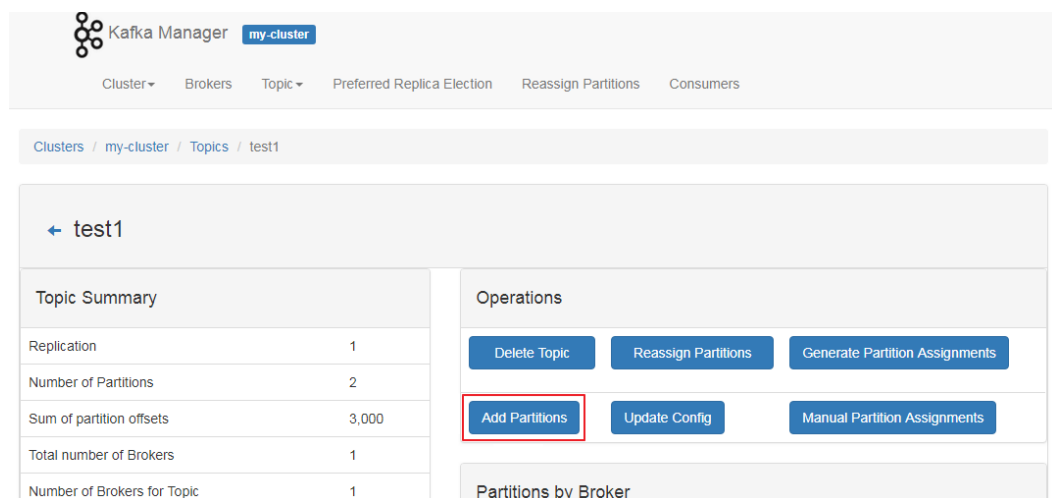 Kafka Manager my-cluster
Cluster Brokers Topic Preferred Replica Election Reassign Partitions Consumers
Clusters / my-cluster / Topics / test1
← test1
Topic Summary
Replication 1
Number of Partitions 2
Sum of partition offsets 3,000
Total number of Brokers 1
Number of Brokers for Topic 1
Operations
Delete Topic Reassign Partitions Generate Partition Assignments
Add Partitions Update Config Manual Partition Assignments
Partitions by Broker